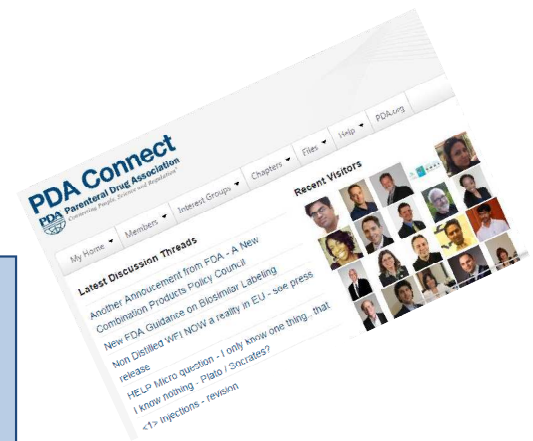 PDA Connect
PDA Parenteral Drug Association
Connecting People, Science and Regulation®
My Home Members Interest Groups Chapters Files Help PDA.org
Latest Discussion Threads
Another Annoucement from FDA - A New
Combination Products Policy Council
New FDA Guidance on Biosimilar Labeling
Non Distilled WFI NOW a reality in EU - see press
release
HELP Micro question - I only know one thing.. that
I know nothing - Plato / Socrates?
<1> Injections - revision
Recent Visitors